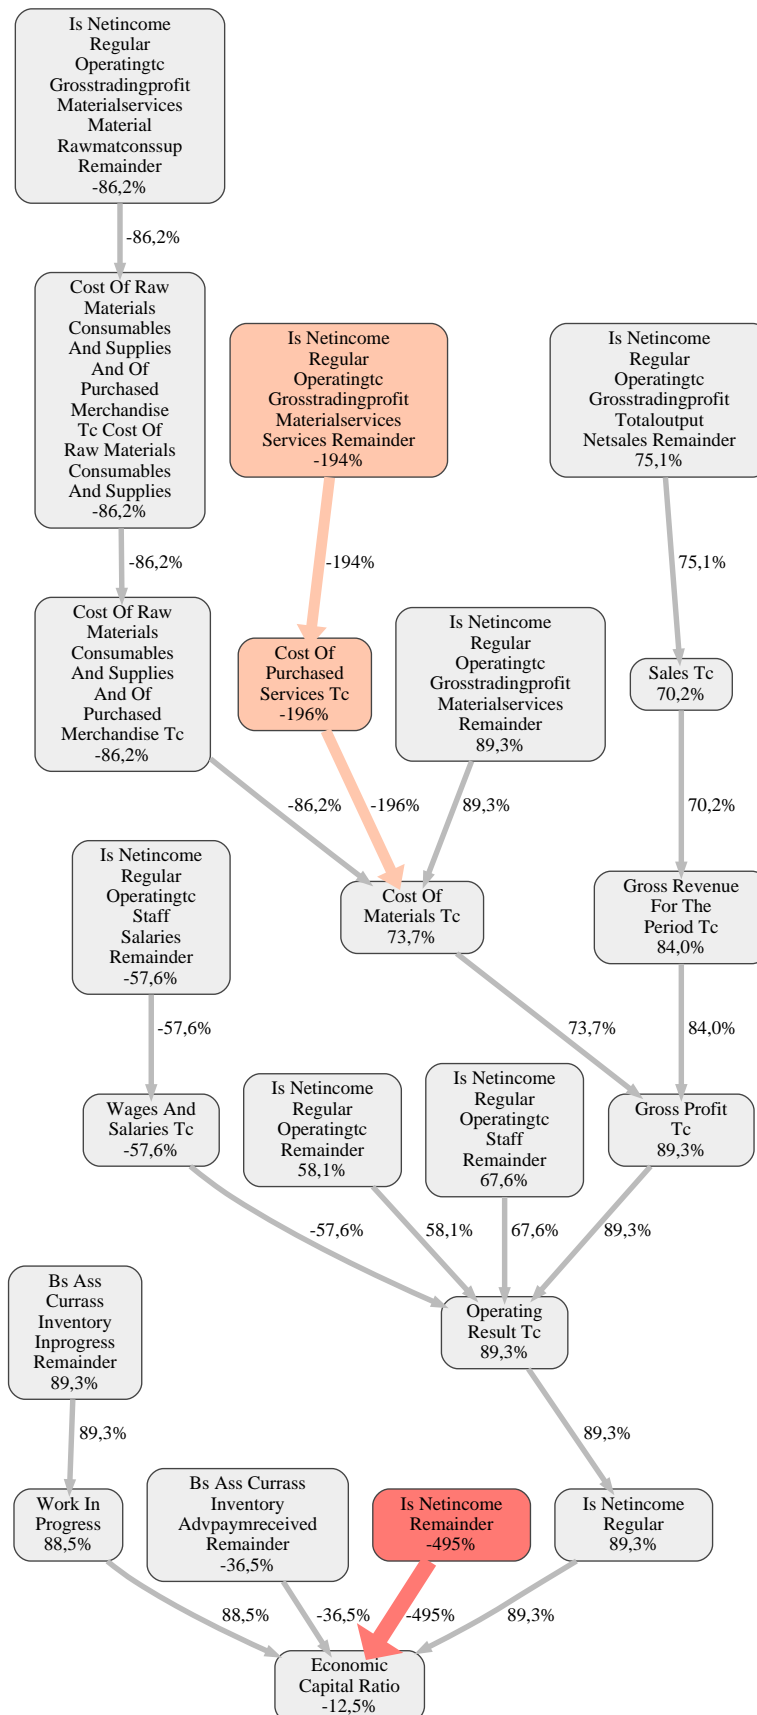 Is Netincome
Regular
Operatingtc
Grosstradingprofit
Materialservices
Material
Rawmatconssup
Remainder
-86,2%
-86,2%
Cost Of Raw
Materials
Consumables
And Supplies
And Of
Purchased
Merchandise
Tc Cost Of
Raw Materials
Consumables
And Supplies
-86,2%
Is Netincome
Regular
Operatingtc
Grosstradingprofit
Materialservices
Services Remainder
-194%
Is Netincome
Regular
Operatingtc
Grosstradingprofit
Totaloutput
Netsales Remainder
75,1%
-86,2%
-194%
75,1%
Cost Of Raw
Materials
Consumables
And Supplies
And Of
Purchased
Merchandise Tc
-86,2%
Cost Of
Purchased
Services Tc
-196%
Is Netincome
Regular
Operatingtc
Grosstradingprofit
Materialservices
Remainder
89,3%
Sales Tc
70,2%
-86,2%
-196%
89,3%
70,2%
Is Netincome
Regular
Operatingtc
Staff
Salaries
Remainder
-57,6%
Cost Of
Materials Tc
73,7%
Gross Revenue
For The
Period Tc
84,0%
-57,6%
73,7%
84,0%
Wages And
Salaries Tc
-57,6%
Is Netincome
Regular
Operatingtc
Remainder
58,1%
Is Netincome
Regular
Operatingtc
Staff
Remainder
67,6%
Gross Profit
Tc
89,3%
-57,6%
58,1%
67,6%
89,3%
Bs Ass
Currass
Inventory
Inprogress
Remainder
89,3%
Operating
Result Tc
89,3%
89,3%
89,3%
Work In
Progress
88,5%
Bs Ass Currass
Inventory
Advpaymreceived
Remainder
-36,5%
Is Netincome
Remainder
-495%
Is Netincome
Regular
89,3%
88,5%
-36,5%
-495%
89,3%
Economic
Capital Ratio
-12,5%